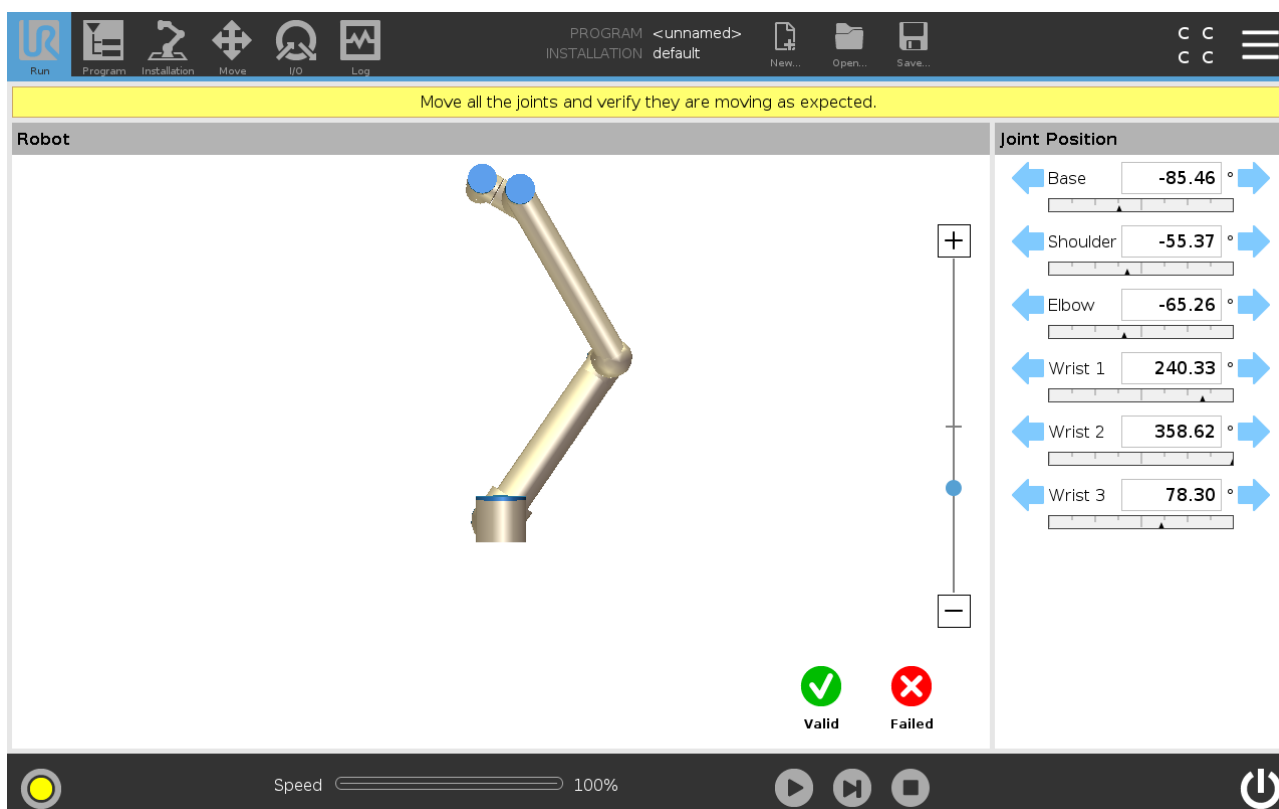 PROGRAM <unnamed>
INSTALLATION default
C C
C C
Run Program Installation Move I/O Log New... Open... Save...
Move all the joints and verify they are moving as expected.
Robot
Joint Position
Base -85.46 °
Shoulder -55.37 °
Elbow -65.26 °
Wrist 1 240.33 °
Wrist 2 358.62 °
Wrist 3 78.30 °
+
−
Valid Failed
Speed 100%